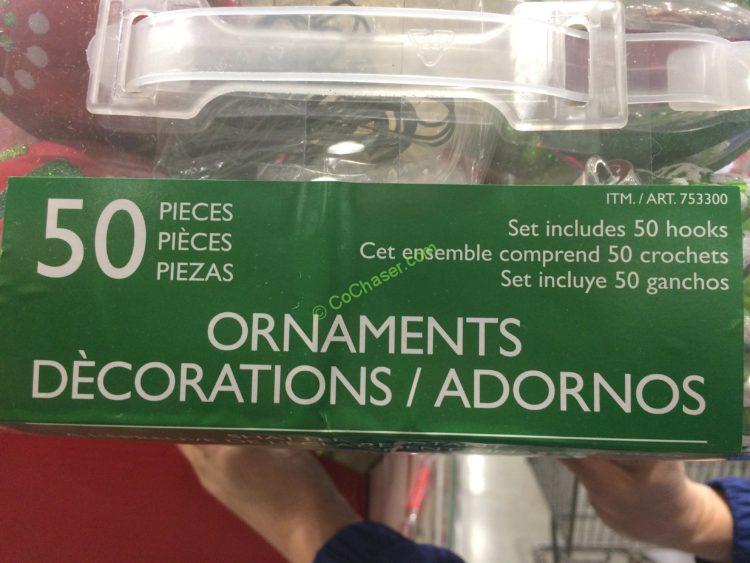 50 PIECES
PIÈCES
PIEZAS
ITM. / ART. 753300
Set includes 50 hooks
Cet ensemble comprend 50 crochets
Set incluye 50 ganchos
© CoChaser.com
ORNAMENTS
DÈCORATIONS / ADORNOS